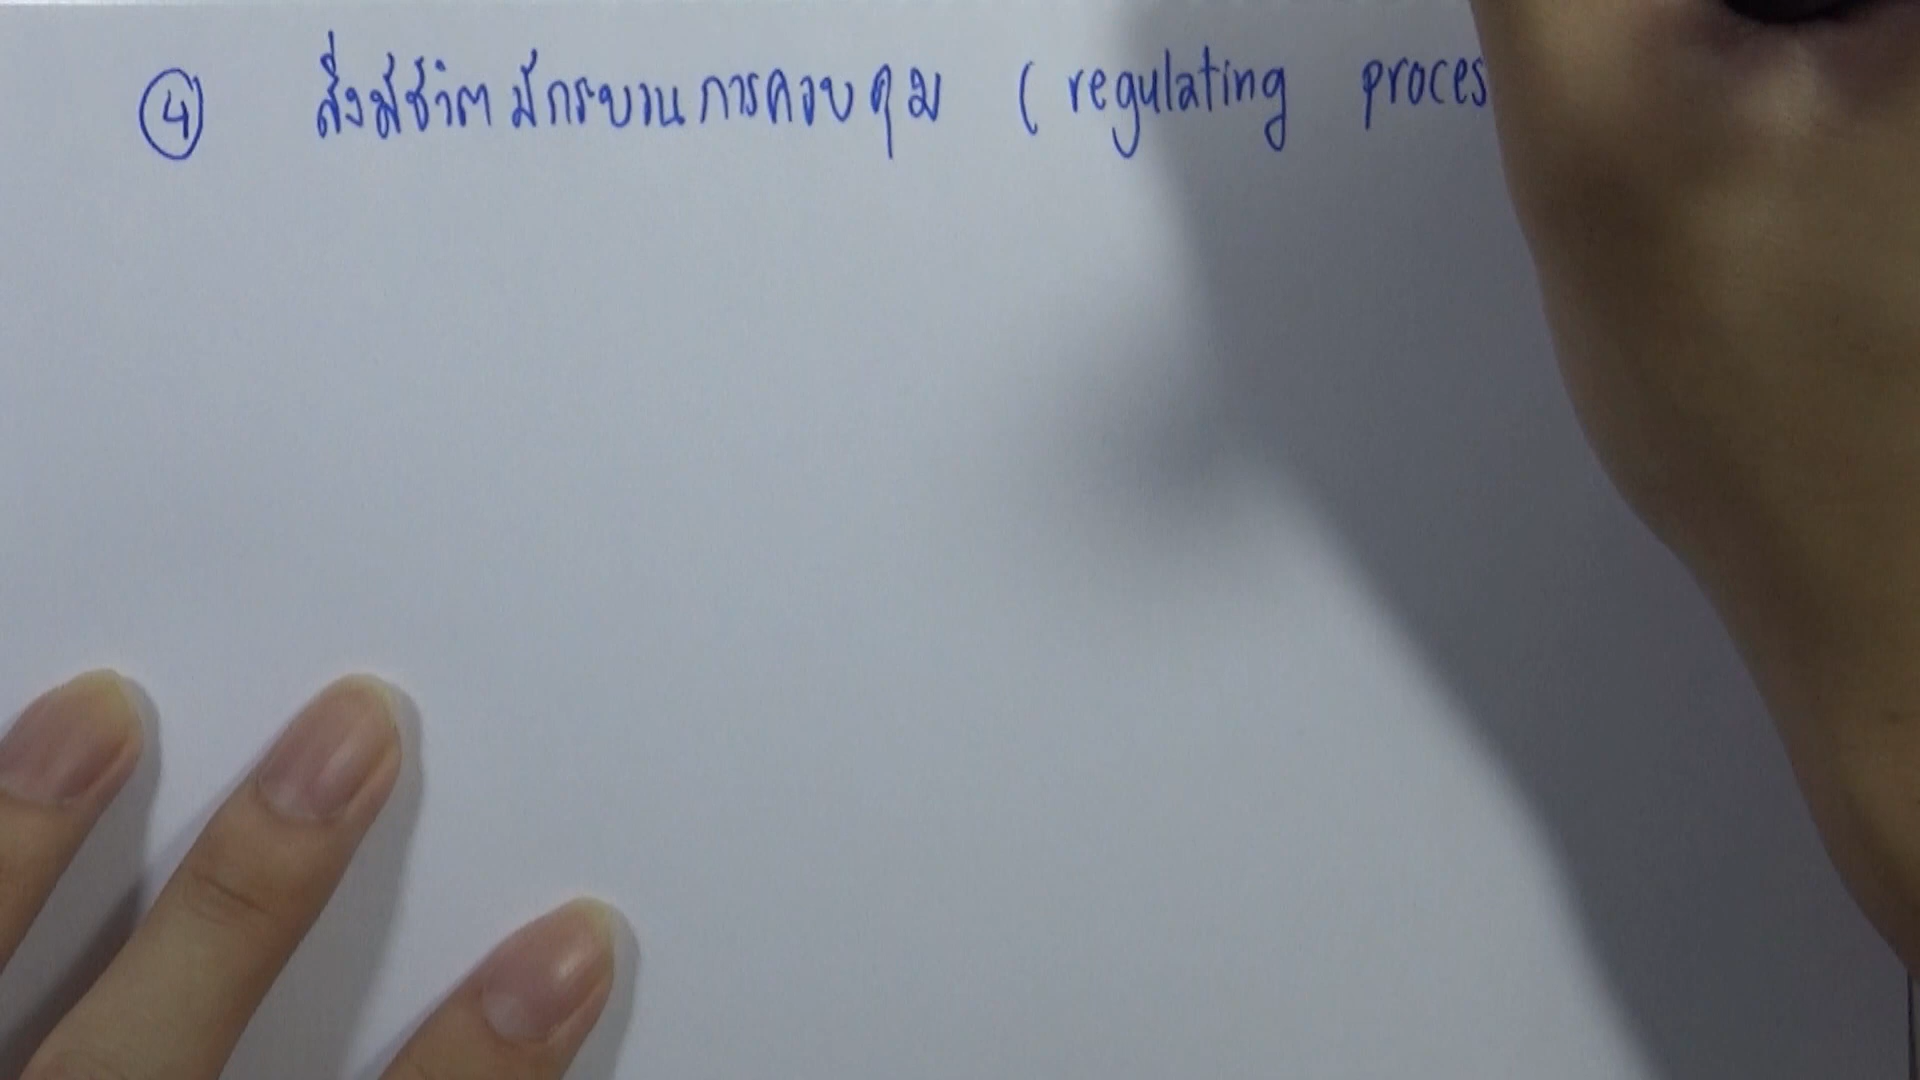 ④ สิ่งมีชีวิตมีกระบวนการควบคุม ( regulating proces